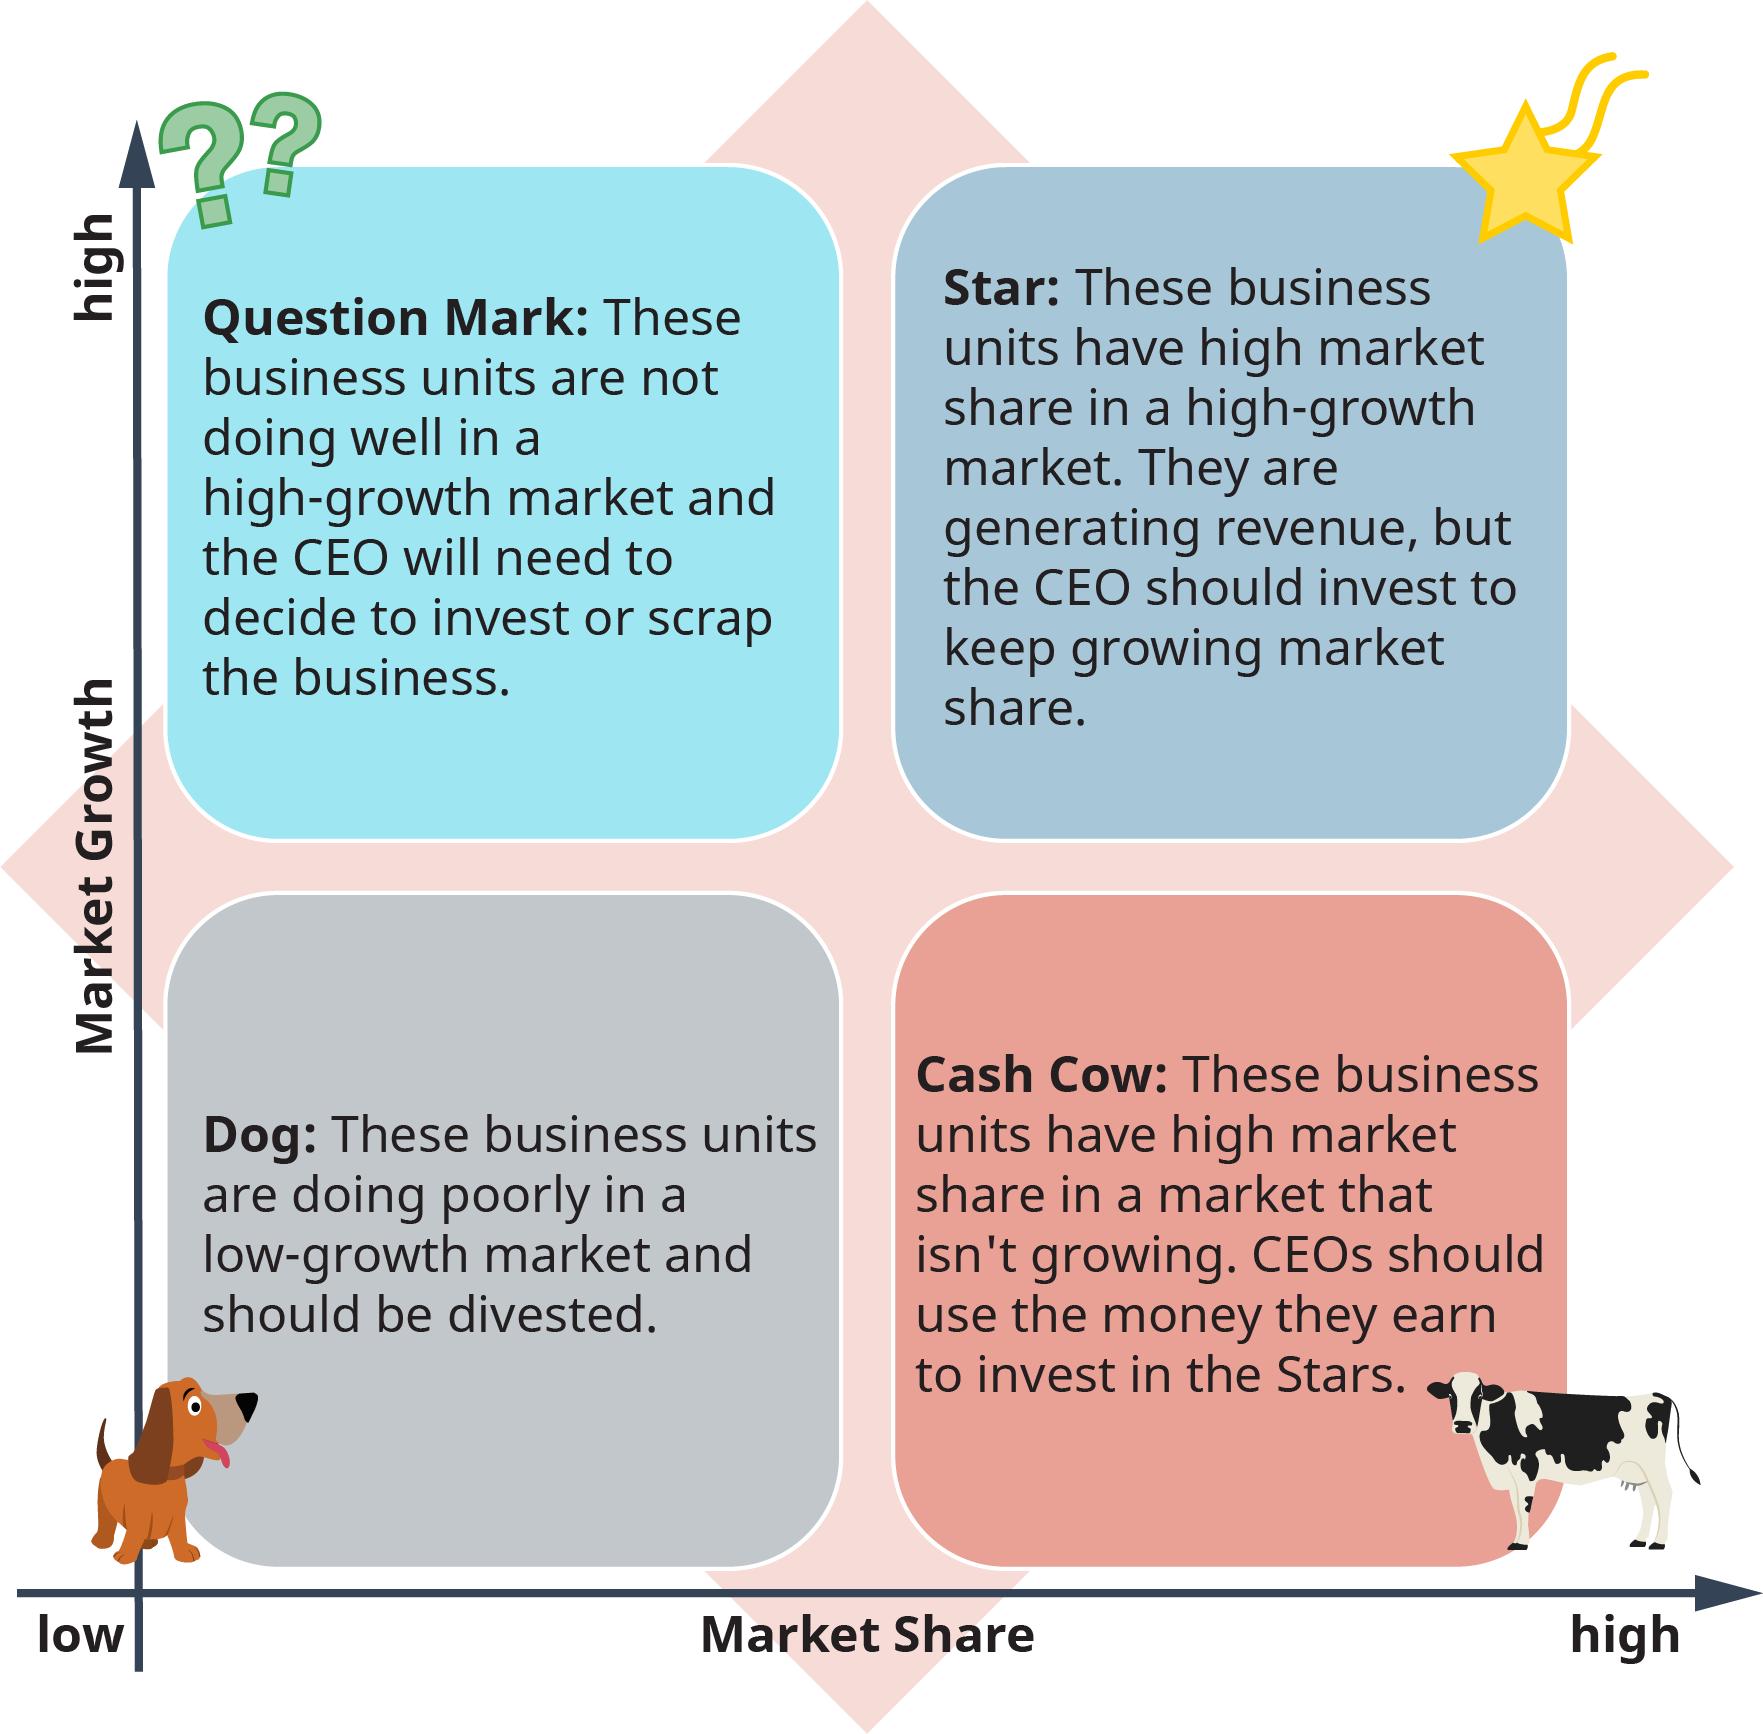 ??
high
Market Growth
Question Mark: These
business units are not
doing well in a
high-growth market and
the CEO will need to
decide to invest or scrap
the business.
Star: These business
units have high market
share in a high-growth
market. They are
generating revenue, but
the CEO should invest to
keep growing market
share.
Dog: These business units
are doing poorly in a
low-growth market and
should be divested.
Cash Cow: These business
units have high market
share in a market that
isn't growing. CEOs should
use the money they earn
to invest in the Stars.
low
Market Share
high